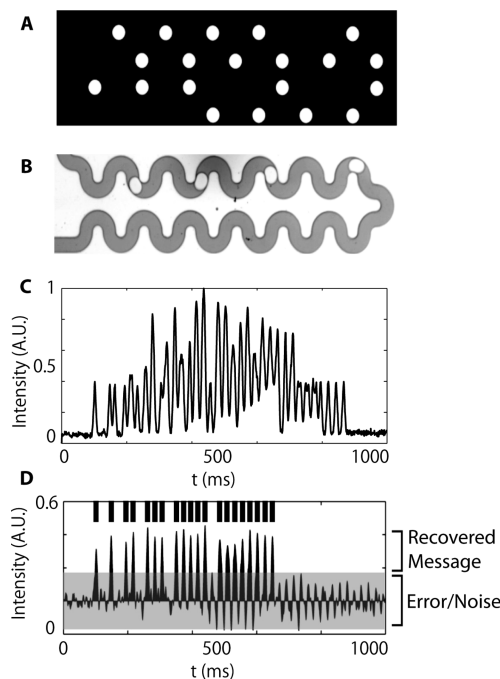 A
B
C
1
0.5
0
Intensity (A.U.)
0
500
1000
t (ms)
D
0.6
0
Intensity (A.U.)
Recovered
Message
Error/Noise
0
500
1000
t (ms)